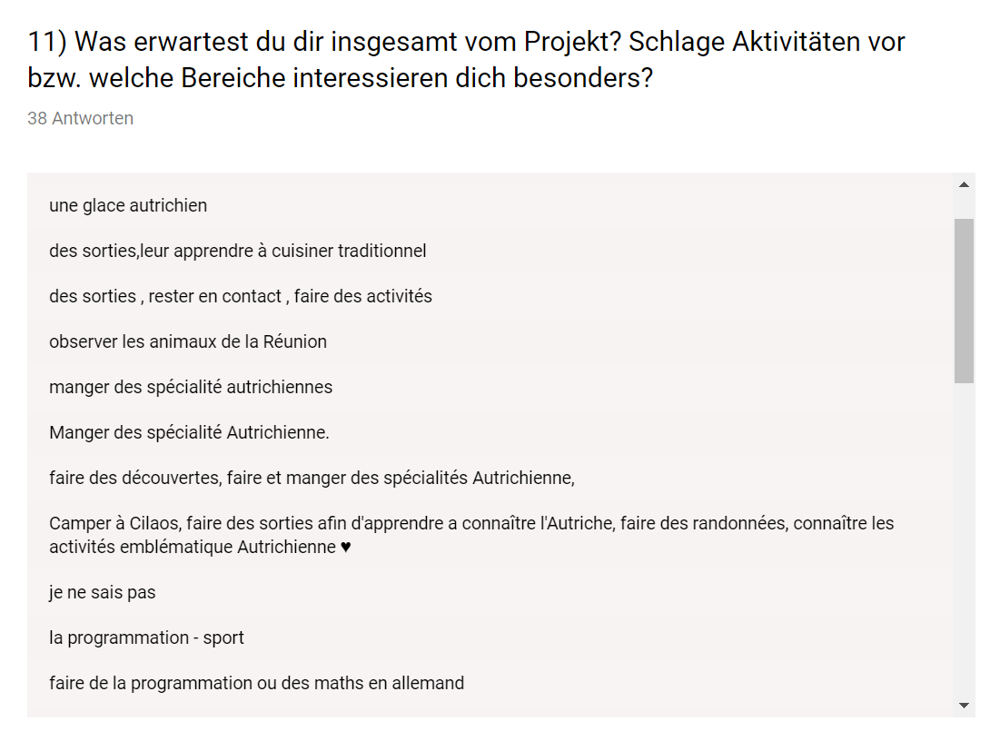 11) Was erwartest du dir insgesamt vom Projekt? Schlage Aktivitäten vor
bzw. welche Bereiche interessieren dich besonders?
38 Antworten
une glace autrichien
des sorties,leur apprendre à cuisiner traditionnel
des sorties , rester en contact , faire des activités
observer les animaux de la Réunion
manger des spécialité autrichiennes
Manger des spécialité Autrichienne.
faire des découvertes, faire et manger des spécialités Autrichienne,
Camper à Cilaos, faire des sorties afin d'apprendre a connaître l'Autriche, faire des randonnées, connaître les
activités emblématique Autrichienne ♥
je ne sais pas
la programmation - sport
faire de la programmation ou des maths en allemand